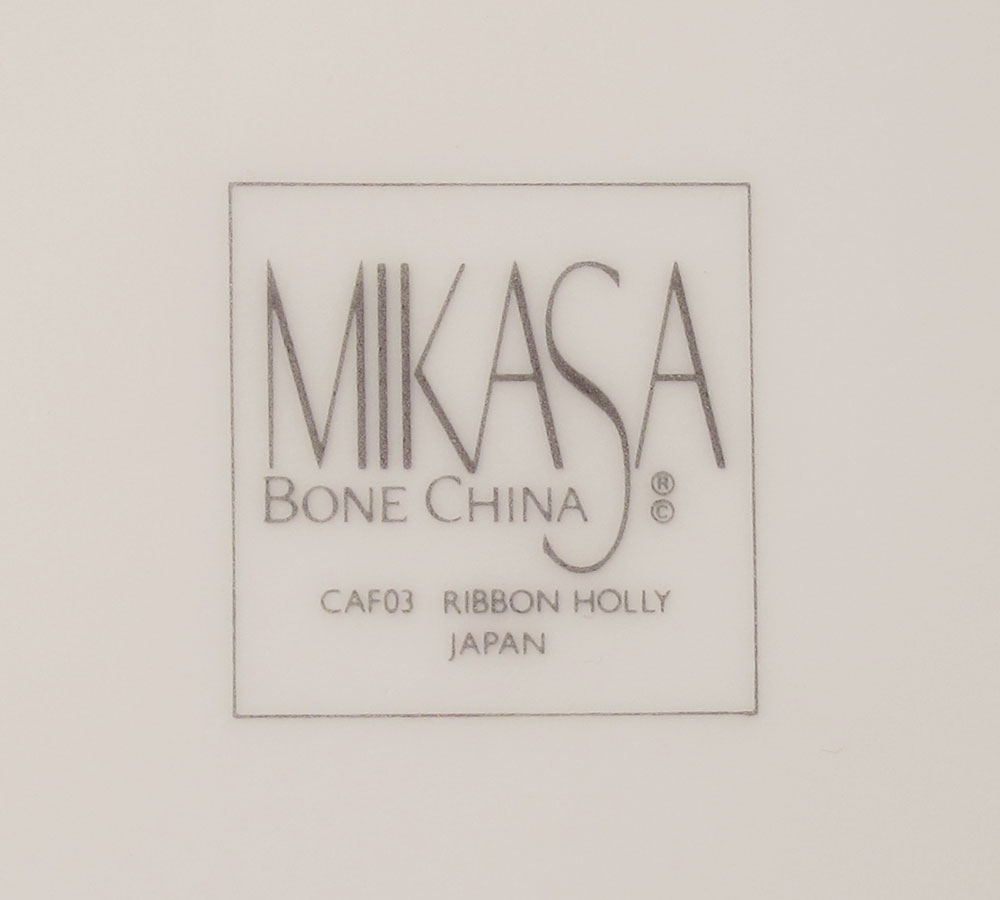 MIKASA
BONE CHINA ® ©
CAF03 RIBBON HOLLY
JAPAN